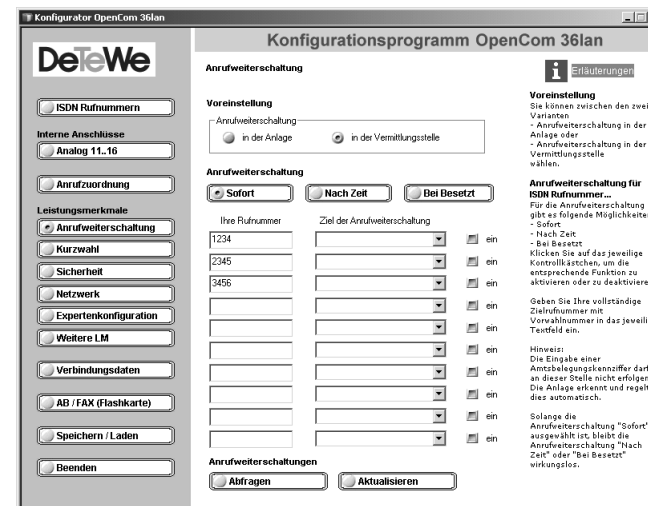 Konfigurator OpenCom 36lan
Konfigurationsprogramm OpenCom 36lan
DeTeWe
ISDN Rufnummern
Interne Anschlüsse
Analog 11..16
Anrufzuordnung
Leistungsmerkmale
Anrufweiterschaltung
Kurzwahl
Sicherheit
Netzwerk
Expertenkonfiguration
Weitere LM
Verbindungsdaten
AB / FAX (Flashkarte)
Speichern / Laden
Beenden
Anrufweiterschaltung
Voreinstellung
Anrufweiterschaltung
in der Anlage
in der Vermittlungsstelle
Anrufweiterschaltung
Sofort
Nach Zeit
Bei Besetzt
Ihre Rufnummer
Ziel der Anrufweiterschaltung
1234
ein
2345
ein
3456
ein
ein
ein
ein
ein
ein
ein
ein
Anrufweiterschaltungen
Abfragen
Aktualisieren
i
Erläuterungen
Voreinstellung
Sie können zwischen den zwei
Varianten
- Anrufweiterschaltung in der
Anlage oder
- Anrufweiterschaltung in der
Vermittlungsstelle
wählen.
Anrufweiterschaltung für
ISDN Rufnummer...
Für die Anrufweiterschaltung
gibt es folgende Möglichkeiten
- Sofort
- Nach Zeit
- Bei Besetzt
Klicken Sie auf das jeweilige
Kontrollkästchen, um die
entsprechende Funktion zu
aktivieren oder zu deaktiviere
Geben Sie Ihre vollständige
Zielrufnummer mit
Vorwahlnummer in das jeweili
Textfeld ein.
Hinweis:
Die Eingabe einer
Amtsbelegungskennziffer darf
an dieser Stelle nicht erfolgen
Die Anlage erkennt und regelt
dies automatisch.
Solange die
Anrufweiterschaltung "Sofort"
ausgewählt ist, bleibt die
Anrufweiterschaltung "Nach
Zeit" oder "Bei Besetzt"
wirkungslos.